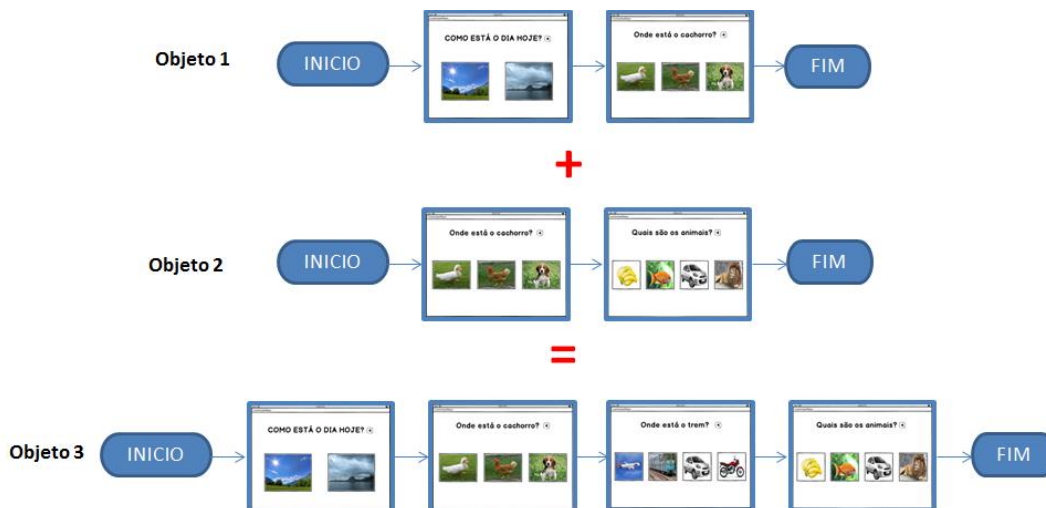 Objeto 1
INICIO
COMO ESTÁ O DIA HOJE?
Onde está o cachorro?
FIM
+
Objeto 2
INICIO
Onde está o cachorro?
Quais são os animais?
FIM
=
Objeto 3
INICIO
COMO ESTÁ O DIA HOJE?
Onde está o cachorro?
Onde está o trem?
Quais são os animais?
FIM